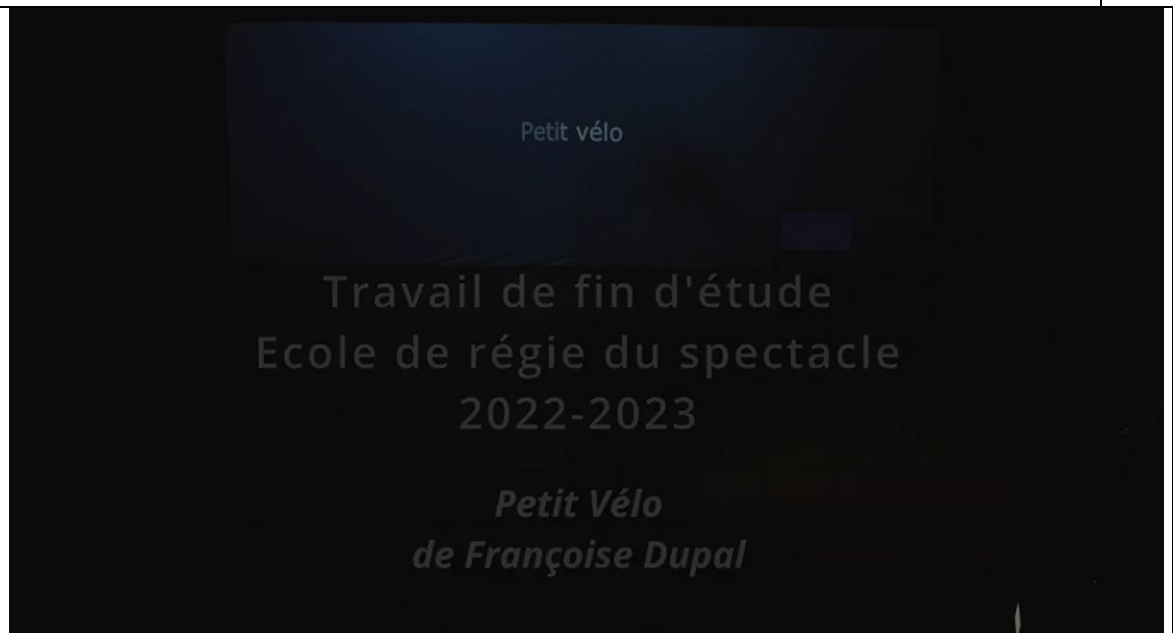 Petit vélo
Travail de fin d'étude
Ecole de régie du spectacle
2022-2023
Petit Vélo
de Françoise Dupal